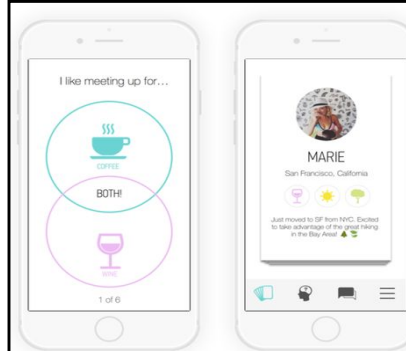 I like meeting up for...
COFFEE
BOTH!
WINE
1 of 6
MARIE
San Francisco, California
Just moved to SF from NYC. Excited
to take advantage of the great hiking
in the Bay Area! 🌲 🌿